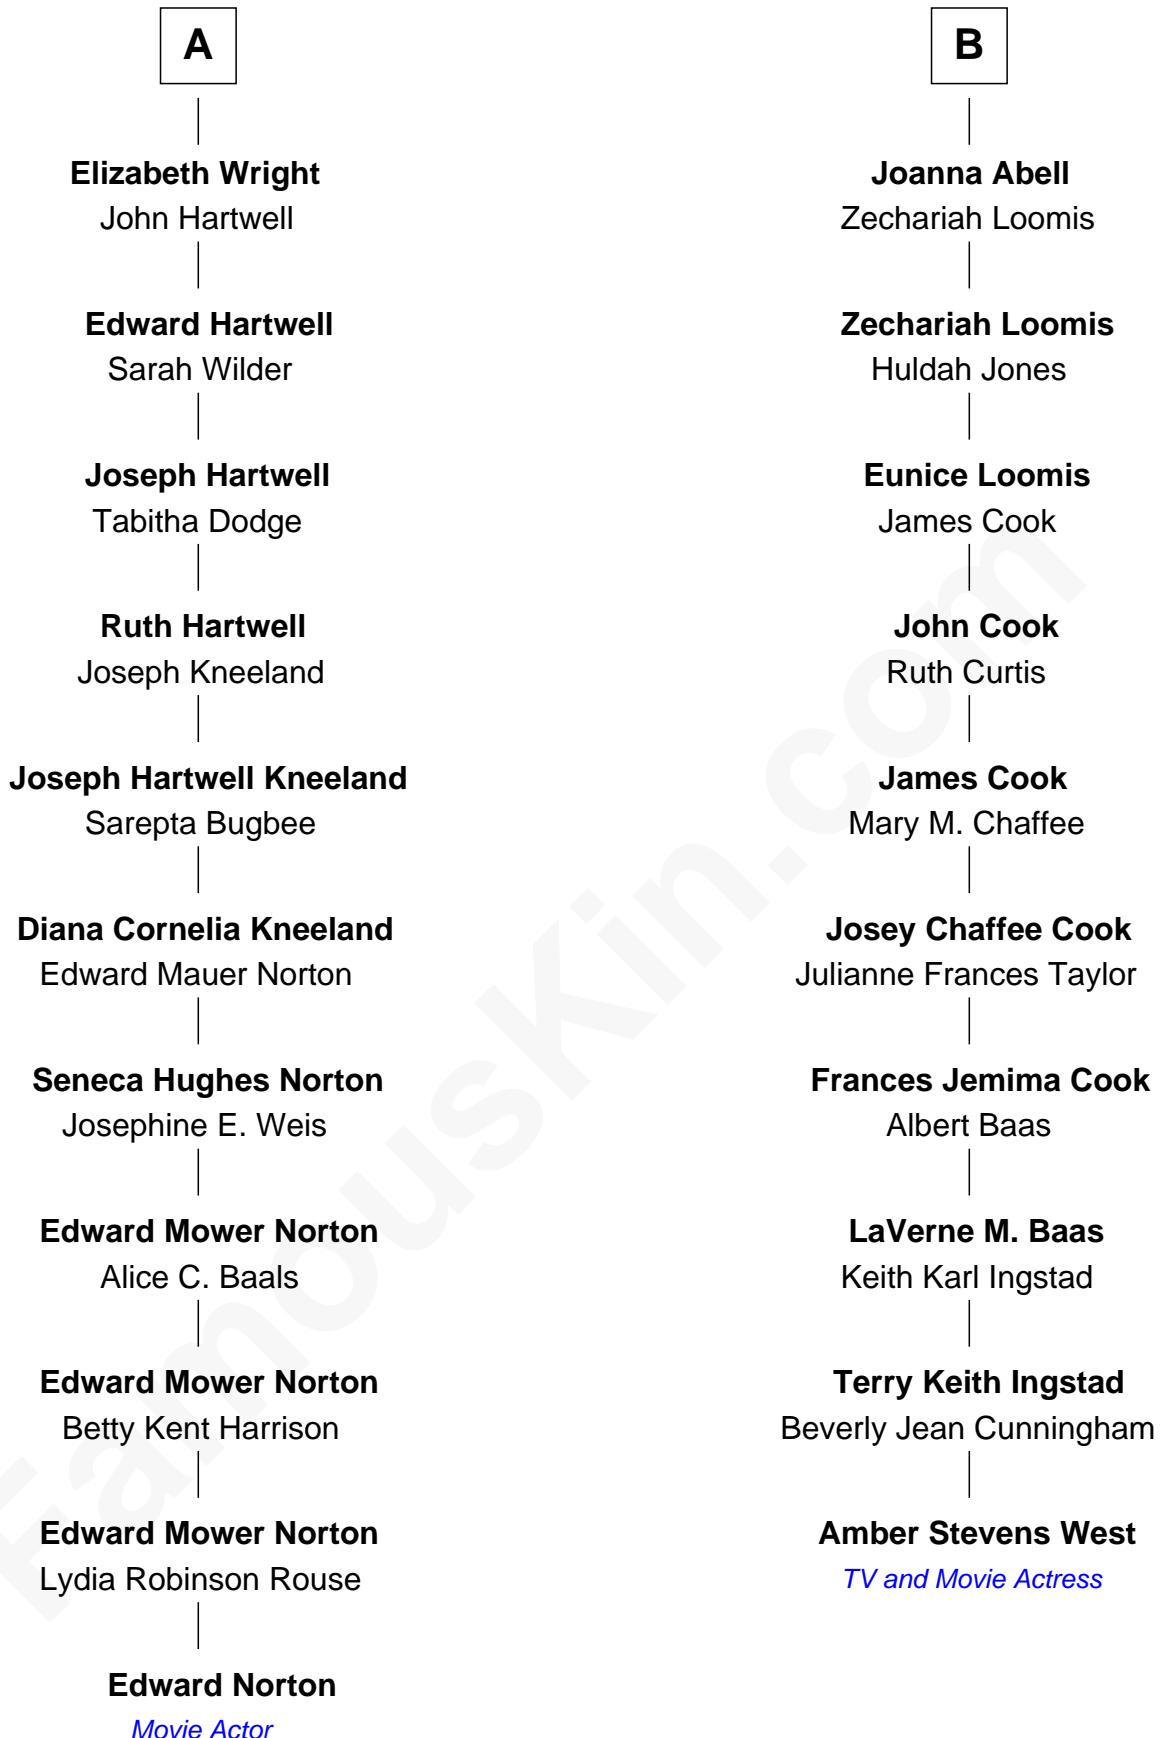 A
Elizabeth Wright
John Hartwell
Edward Hartwell
Sarah Wilder
Joseph Hartwell
Tabitha Dodge
Ruth Hartwell
Joseph Kneeland
Joseph Hartwell Kneeland
Sarepta Bugbee
Diana Cornelia Kneeland
Edward Mauer Norton
Seneca Hughes Norton
Josephine E. Weis
Edward Mower Norton
Alice C. Baals
Edward Mower Norton
Betty Kent Harrison
Edward Mower Norton
Lydia Robinson Rouse
Edward Norton
Movie Actor
B
Joanna Abell
Zechariah Loomis
Zechariah Loomis
Huldah Jones
Eunice Loomis
James Cook
John Cook
Ruth Curtis
James Cook
Mary M. Chaffee
Josey Chaffee Cook
Julianne Frances Taylor
Frances Jemima Cook
Albert Baas
LaVerne M. Baas
Keith Karl Ingstad
Terry Keith Ingstad
Beverly Jean Cunningham
Amber Stevens West
TV and Movie Actress
FamousKin.com